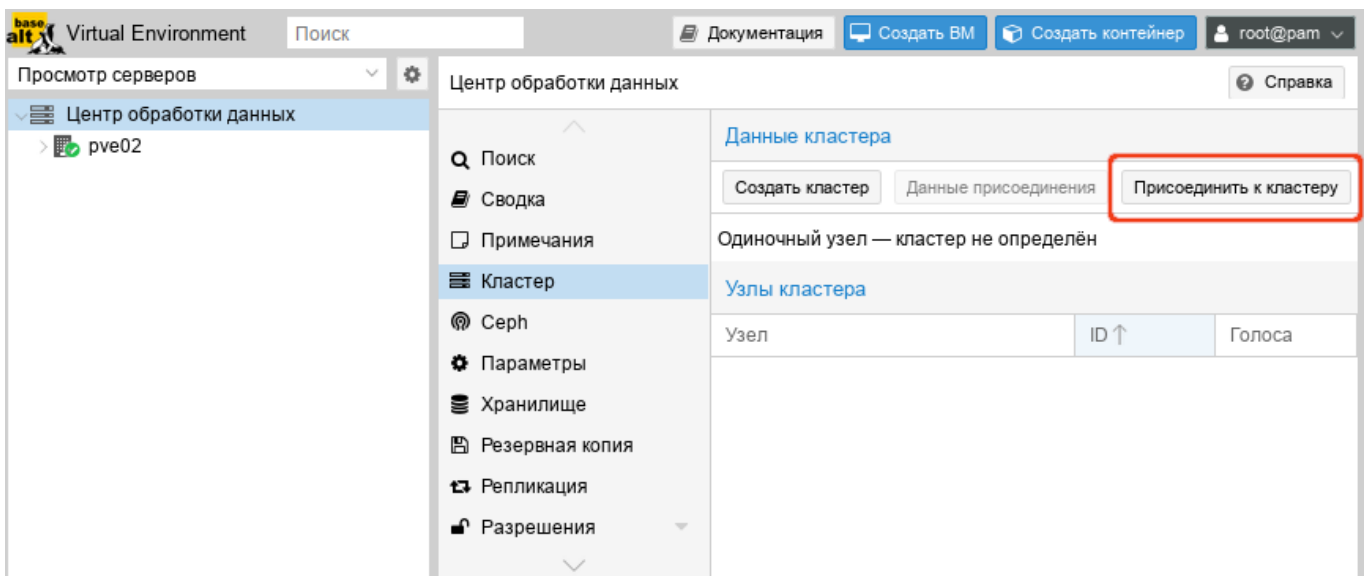 base
alt Virtual Environment Поиск Документация Создать ВМ Создать контейнер root@pam
Просмотр серверов
Центр обработки данных
pve02
Центр обработки данных Справка
Поиск
Сводка
Примечания
Кластер
Ceph
Параметры
Хранилище
Резервная копия
Репликация
Разрешения
Данные кластера
Создать кластер Данные присоединения Присоединить к кластеру
Одиночный узел — кластер не определён
Узлы кластера
Узел ID↑ Голоса